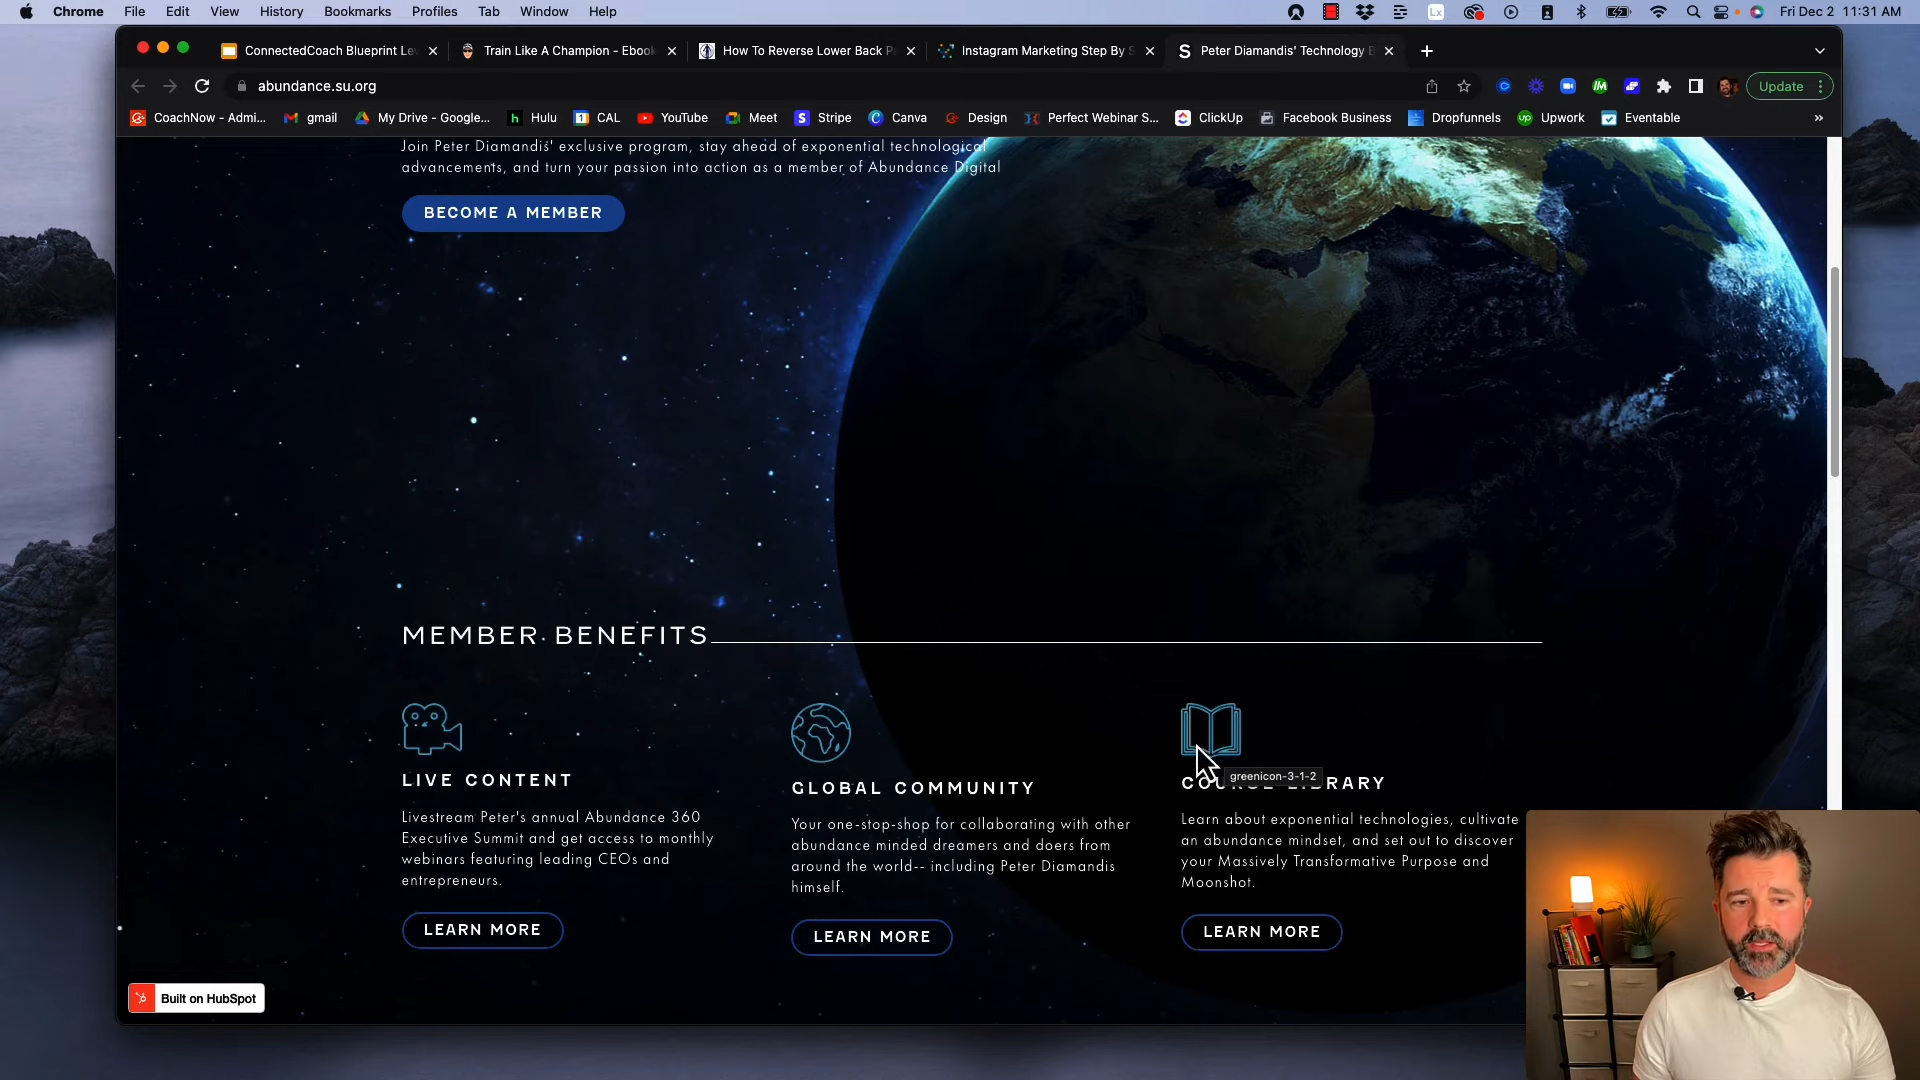 Chrome File Edit View History Bookmarks Profiles Tab Window Help Lx Fri Dec 2 11:31 AM
ConnectedCoach Blueprint Lev Train Like A Champion - Ebook How To Reverse Lower Back Pa Instagram Marketing Step By S Peter Diamandis' Technology B
abundance.su.org Update
CoachNow - Admi... gmail My Drive - Google... Hulu CAL YouTube Meet Stripe Canva Design Perfect Webinar S... ClickUp Facebook Business Dropfunnels Upwork Eventable »
Join Peter Diamandis' exclusive program, stay ahead of exponential technological
advancements, and turn your passion into action as a member of Abundance Digital
BECOME A MEMBER
MEMBER BENEFITS
LIVE CONTENT
Livestream Peter's annual Abundance 360
Executive Summit and get access to monthly
webinars featuring leading CEOs and
entrepreneurs.
LEARN MORE
GLOBAL COMMUNITY
Your one-stop-shop for collaborating with other
abundance minded dreamers and doers from
around the world-- including Peter Diamandis
himself.
LEARN MORE
greenicon-3-1-2
COURSE LIBRARY
Learn about exponential technologies, cultivate
an abundance mindset, and set out to discover
your Massively Transformative Purpose and
Moonshot.
LEARN MORE
Built on HubSpot